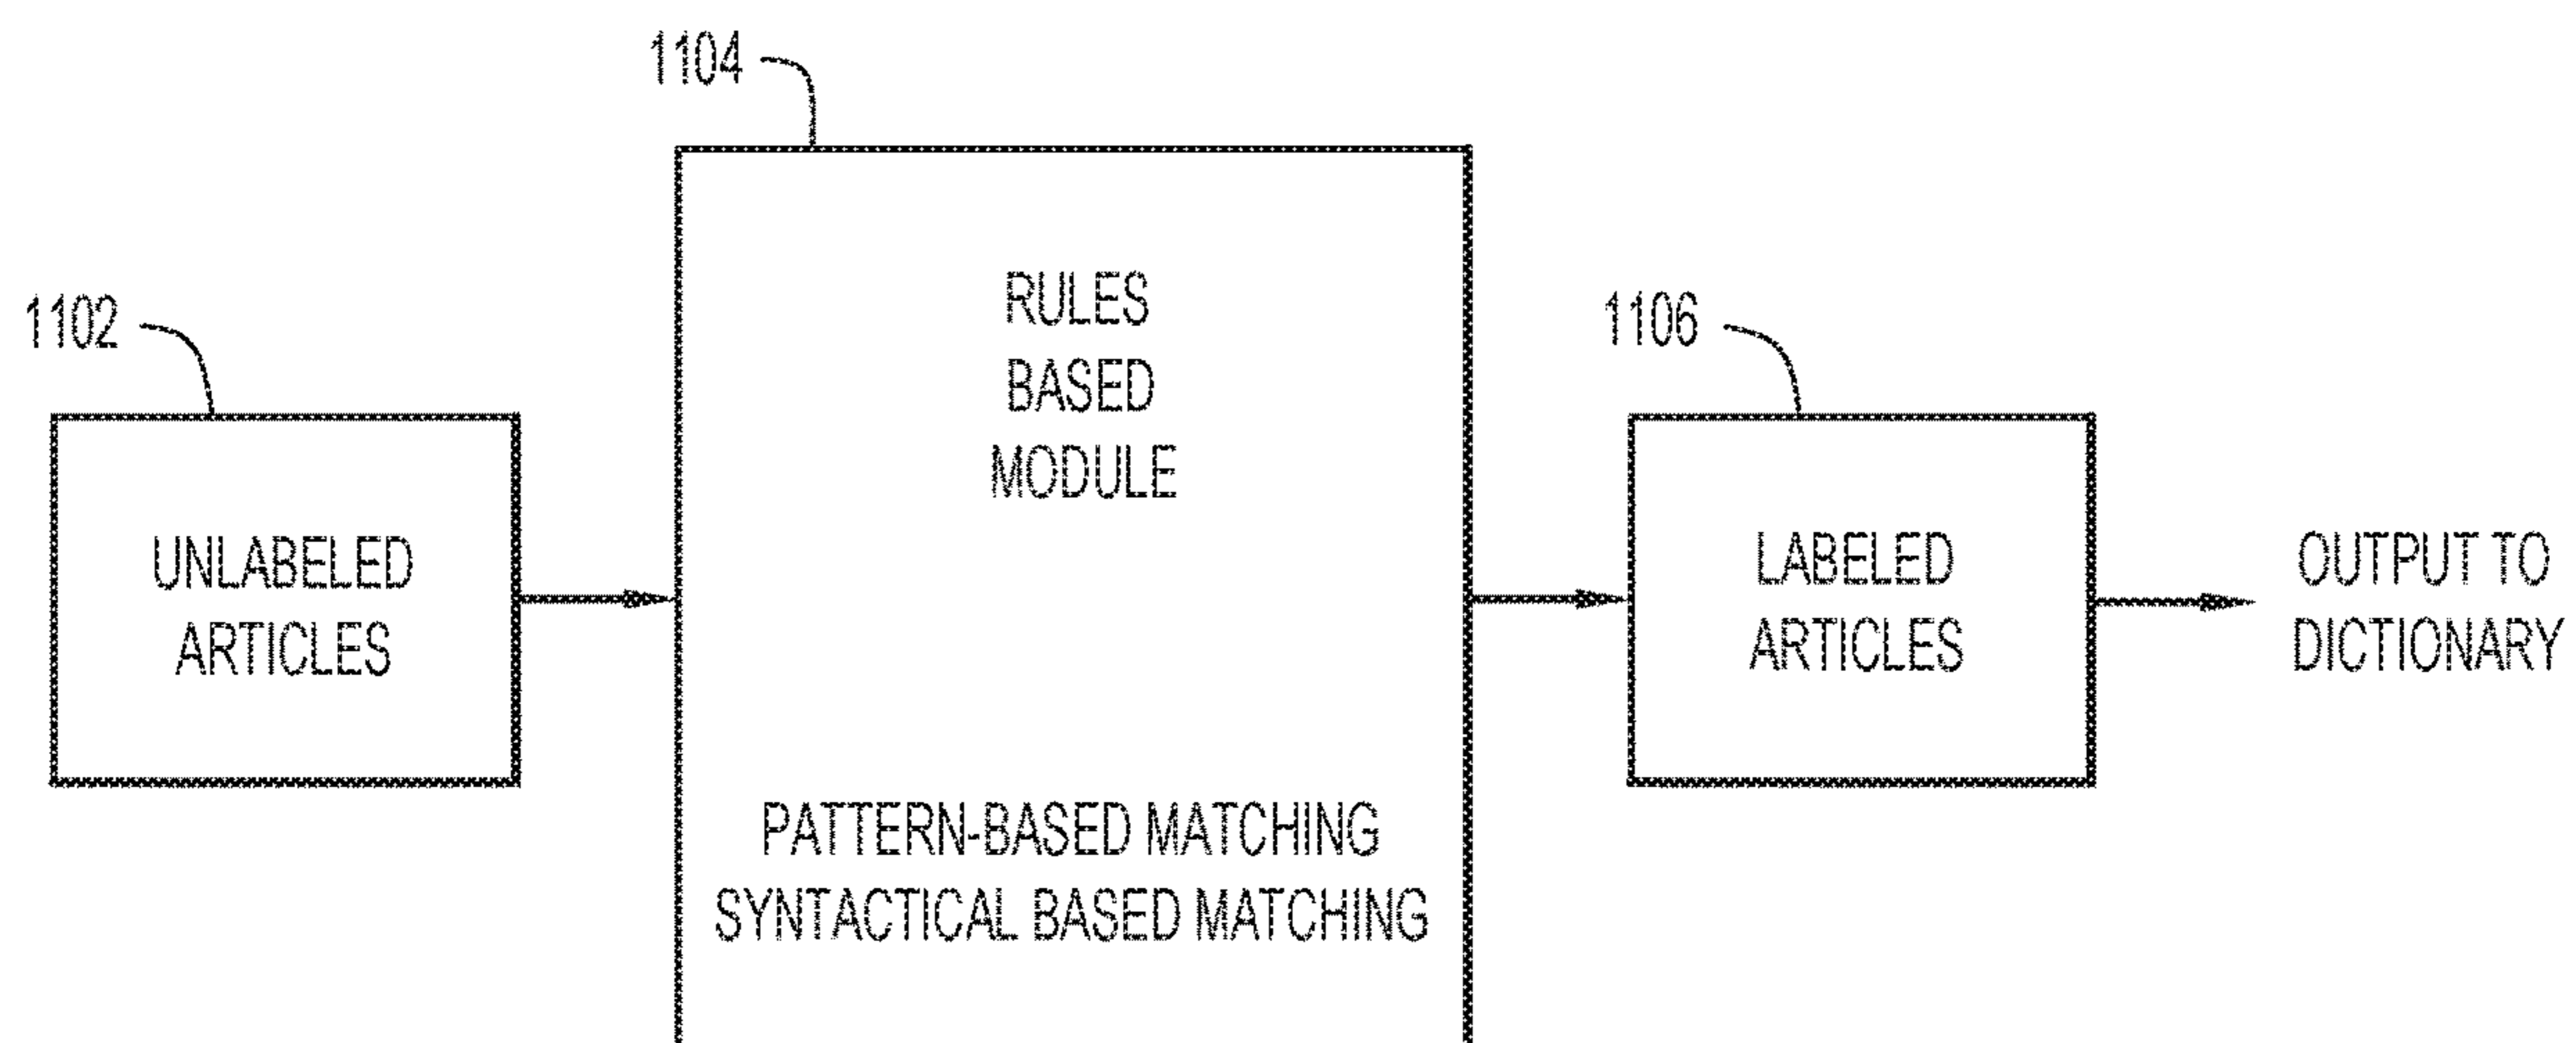 1104
RULES
BASED
MODULE
PATTERN-BASED MATCHING
SYNTACTICAL BASED MATCHING
1102
UNLABELED
ARTICLES
1106
LABELED
ARTICLES
OUTPUT TO
DICTIONARY